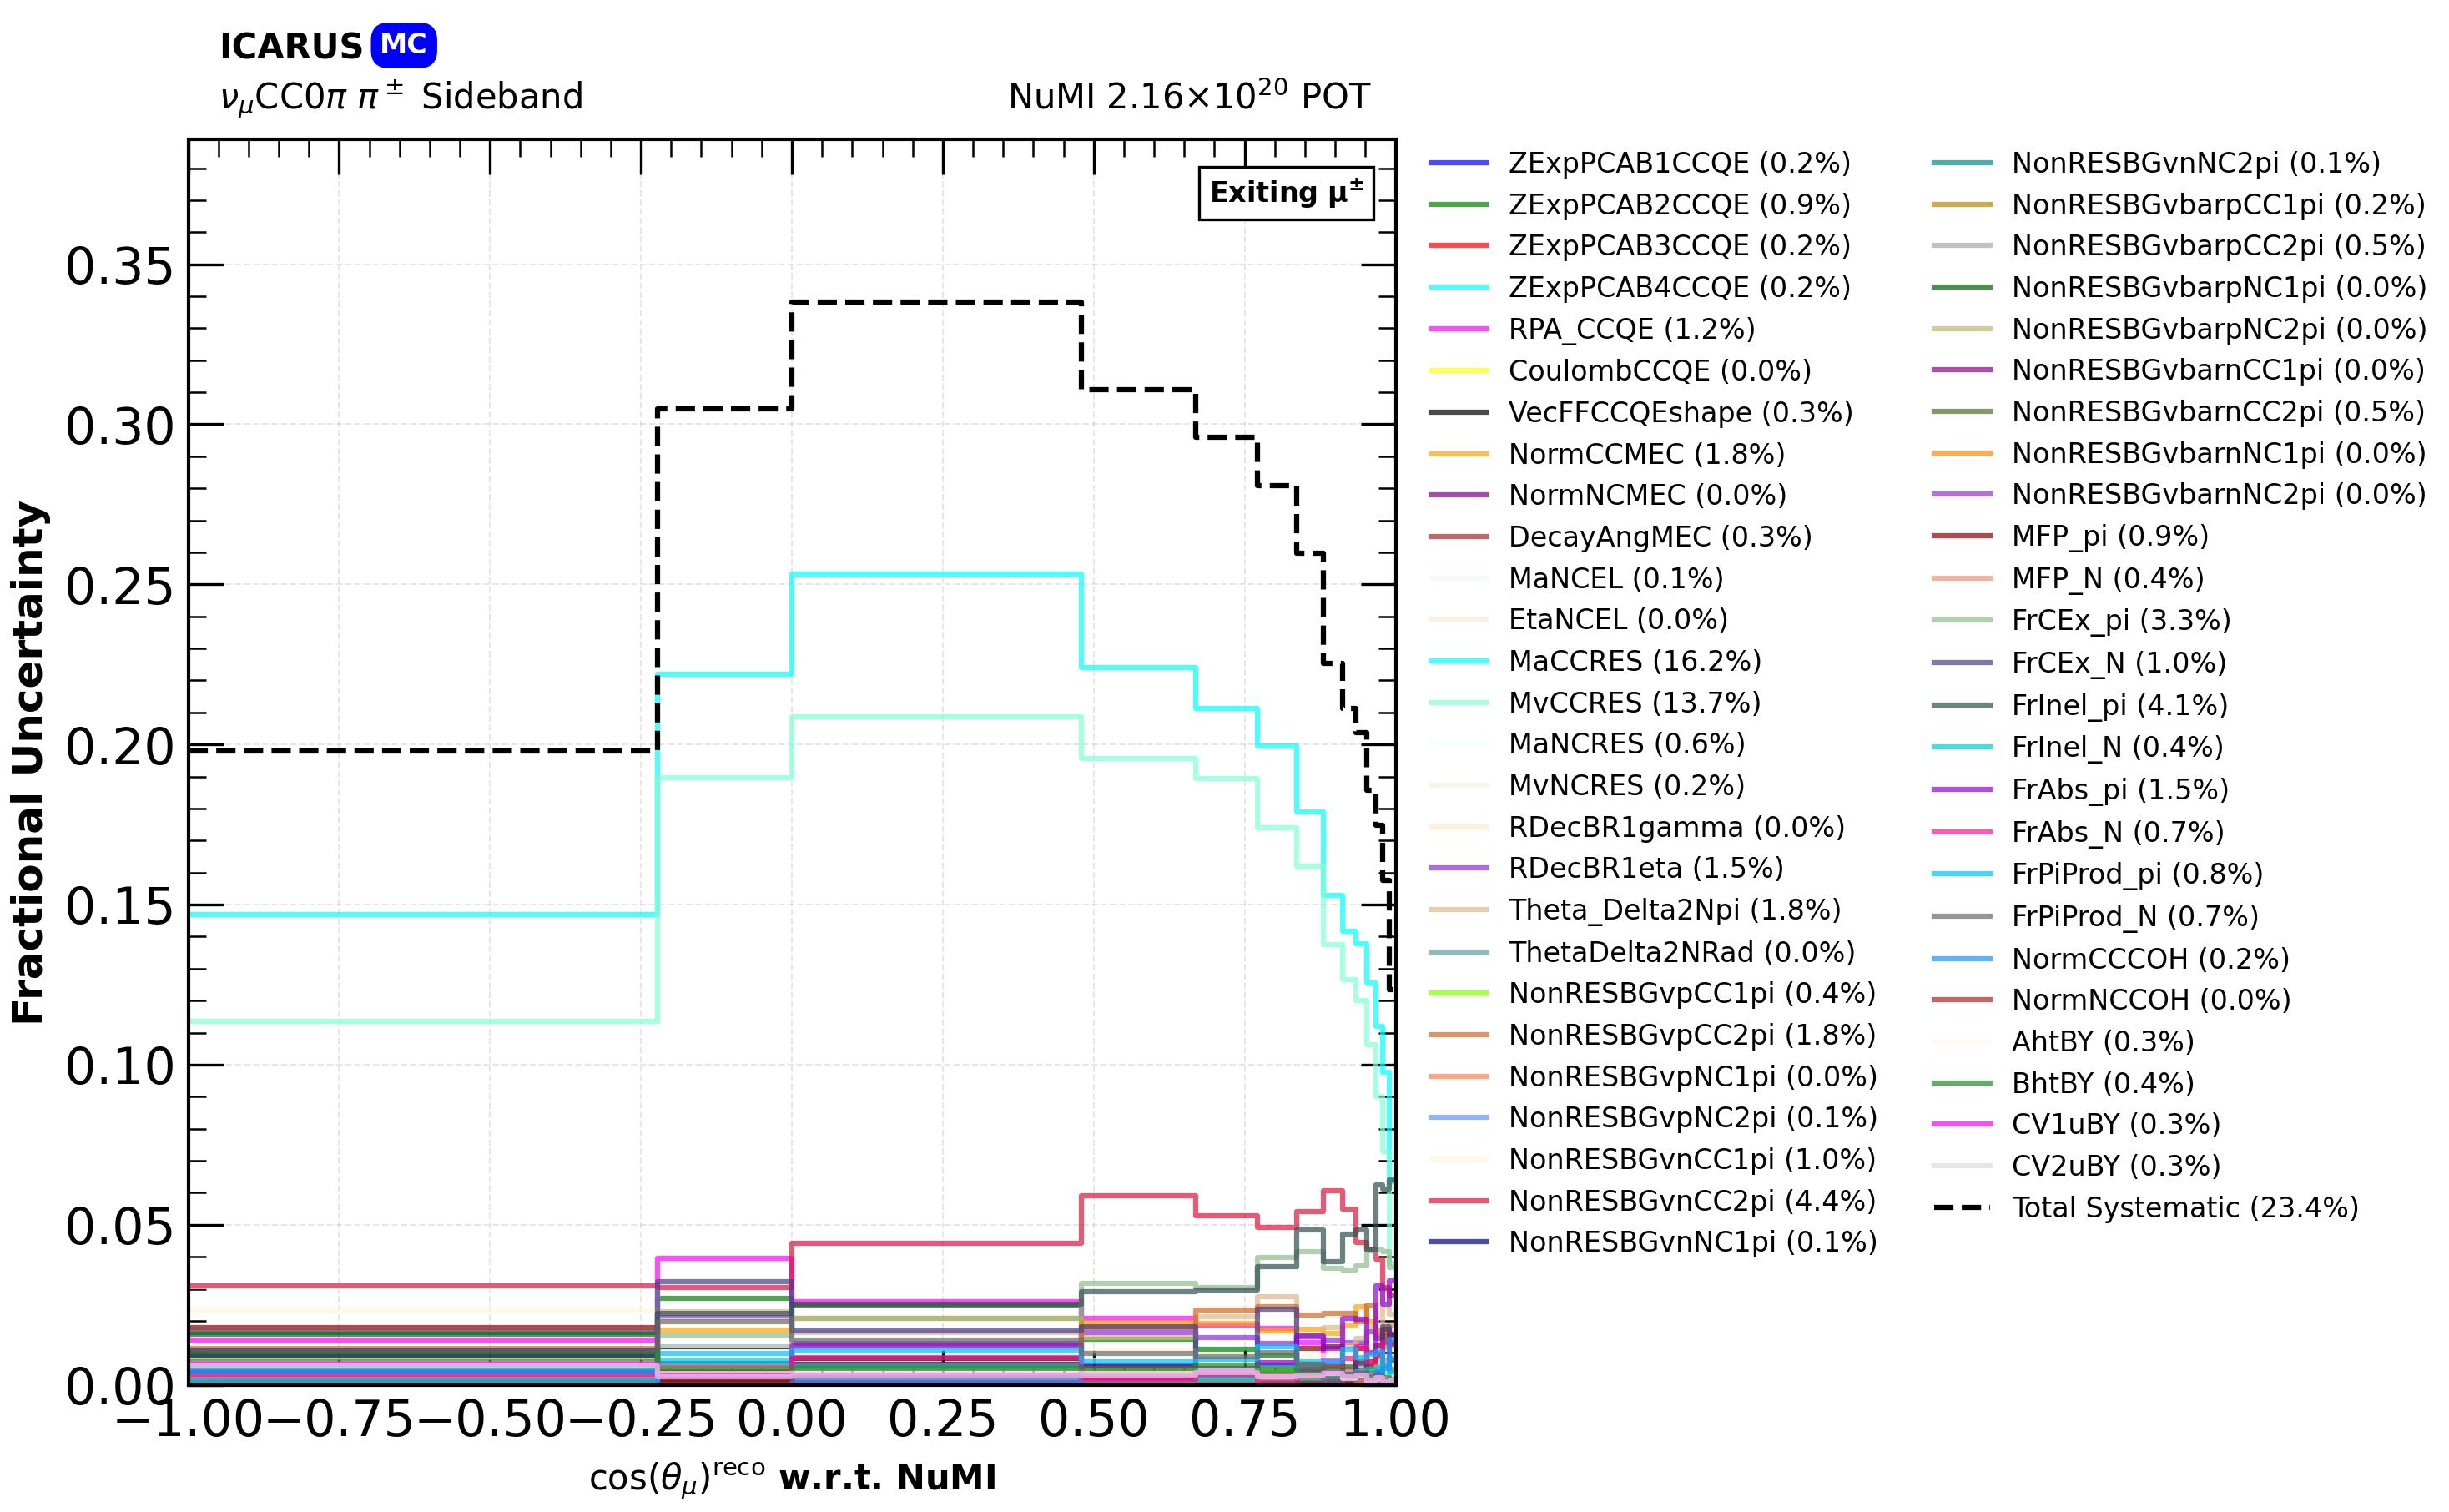 ICARUS MC
νμCC0π π± Sideband
NuMI 2.16×10²⁰ POT
Exiting μ±
Fractional Uncertainty
0.35
0.30
0.25
0.20
0.15
0.10
0.05
0.00
−1.00 −0.75 −0.50 −0.25 0.00 0.25 0.50 0.75 1.00
cos(θμ)reco w.r.t. NuMI
ZExpPCAB1CCQE (0.2%)
ZExpPCAB2CCQE (0.9%)
ZExpPCAB3CCQE (0.2%)
ZExpPCAB4CCQE (0.2%)
RPA_CCQE (1.2%)
CoulombCCQE (0.0%)
VecFFCCQEshape (0.3%)
NormCCMEC (1.8%)
NormNCMEC (0.0%)
DecayAngMEC (0.3%)
MaNCEL (0.1%)
EtaNCEL (0.0%)
MaCCRES (16.2%)
MvCCRES (13.7%)
MaNCRES (0.6%)
MvNCRES (0.2%)
RDecBR1gamma (0.0%)
RDecBR1eta (1.5%)
Theta_Delta2Npi (1.8%)
ThetaDelta2NRad (0.0%)
NonRESBGvpCC1pi (0.4%)
NonRESBGvpCC2pi (1.8%)
NonRESBGvpNC1pi (0.0%)
NonRESBGvpNC2pi (0.1%)
NonRESBGvnCC1pi (1.0%)
NonRESBGvnCC2pi (4.4%)
NonRESBGvnNC1pi (0.1%)
NonRESBGvnNC2pi (0.1%)
NonRESBGvbarpCC1pi (0.2%)
NonRESBGvbarpCC2pi (0.5%)
NonRESBGvbarpNC1pi (0.0%)
NonRESBGvbarpNC2pi (0.0%)
NonRESBGvbarnCC1pi (0.0%)
NonRESBGvbarnCC2pi (0.5%)
NonRESBGvbarnNC1pi (0.0%)
NonRESBGvbarnNC2pi (0.0%)
MFP_pi (0.9%)
MFP_N (0.4%)
FrCEx_pi (3.3%)
FrCEx_N (1.0%)
FrInel_pi (4.1%)
FrInel_N (0.4%)
FrAbs_pi (1.5%)
FrAbs_N (0.7%)
FrPiProd_pi (0.8%)
FrPiProd_N (0.7%)
NormCCCOH (0.2%)
NormNCCOH (0.0%)
AhtBY (0.3%)
BhtBY (0.4%)
CV1uBY (0.3%)
CV2uBY (0.3%)
Total Systematic (23.4%)